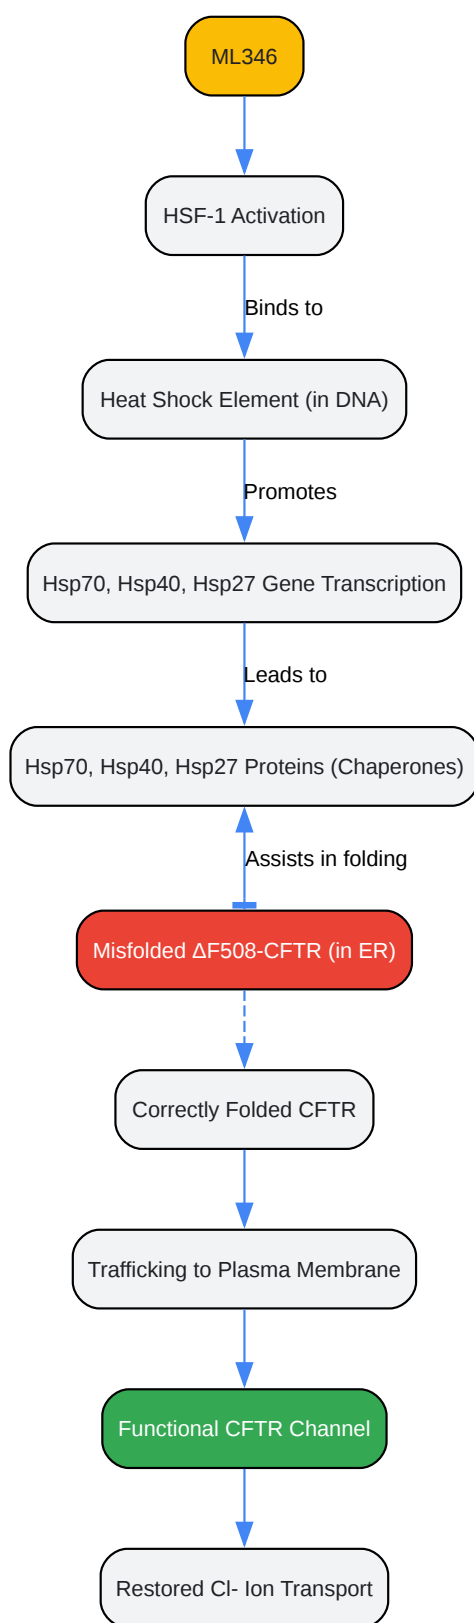 ML346
HSF-1 Activation
Binds to
Heat Shock Element (in DNA)
Promotes
Hsp70, Hsp40, Hsp27 Gene Transcription
Leads to
Hsp70, Hsp40, Hsp27 Proteins (Chaperones)
Assists in folding
Misfolded ΔF508-CFTR (in ER)
Correctly Folded CFTR
Trafficking to Plasma Membrane
Functional CFTR Channel
Restored Cl- Ion Transport